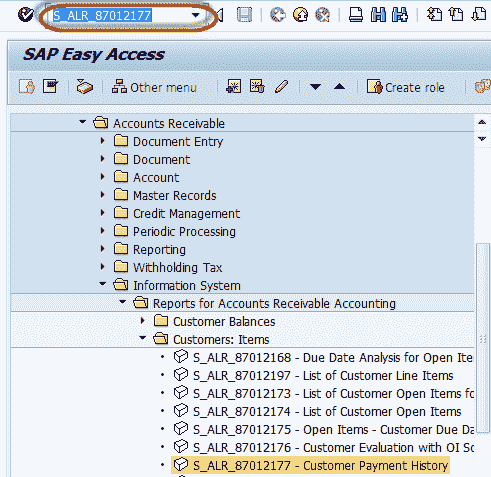 S_ALR_87012177
SAP Easy Access
Other menu
Create role
Accounts Receivable
Document Entry
Document
Account
Master Records
Credit Management
Periodic Processing
Reporting
Withholding Tax
Information System
Reports for Accounts Receivable Accounting
Customer Balances
Customers: Items
S_ALR_87012168 - Due Date Analysis for Open Ite
S_ALR_87012197 - List of Customer Line Items
S_ALR_87012173 - List of Customer Open Items fo
S_ALR_87012174 - List of Customer Open Items
S_ALR_87012175 - Open Items - Customer Due Da
S_ALR_87012176 - Customer Evaluation with OI So
S_ALR_87012177 - Customer Payment History